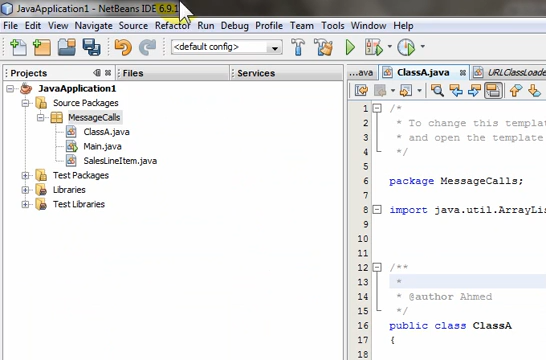 JavaApplication1 - NetBeans IDE 6.9.1
File Edit View Navigate Source Refactor Run Debug Profile Team Tools Window Help
<default config>
Projects Files Services
JavaApplication1
Source Packages
MessageCalls
ClassA.java
Main.java
SalesLineItem.java
Test Packages
Libraries
Test Libraries
...ava ClassA.java URLClassLoade
1 /*
2 * To change this templat
3 * and open the template
4 */
5
6 package MessageCalls;
7
8 import java.util.ArrayLis
9
10
11
12 /**
13 *
14 * @author Ahmed
15 */
16 public class ClassA
17 {
18